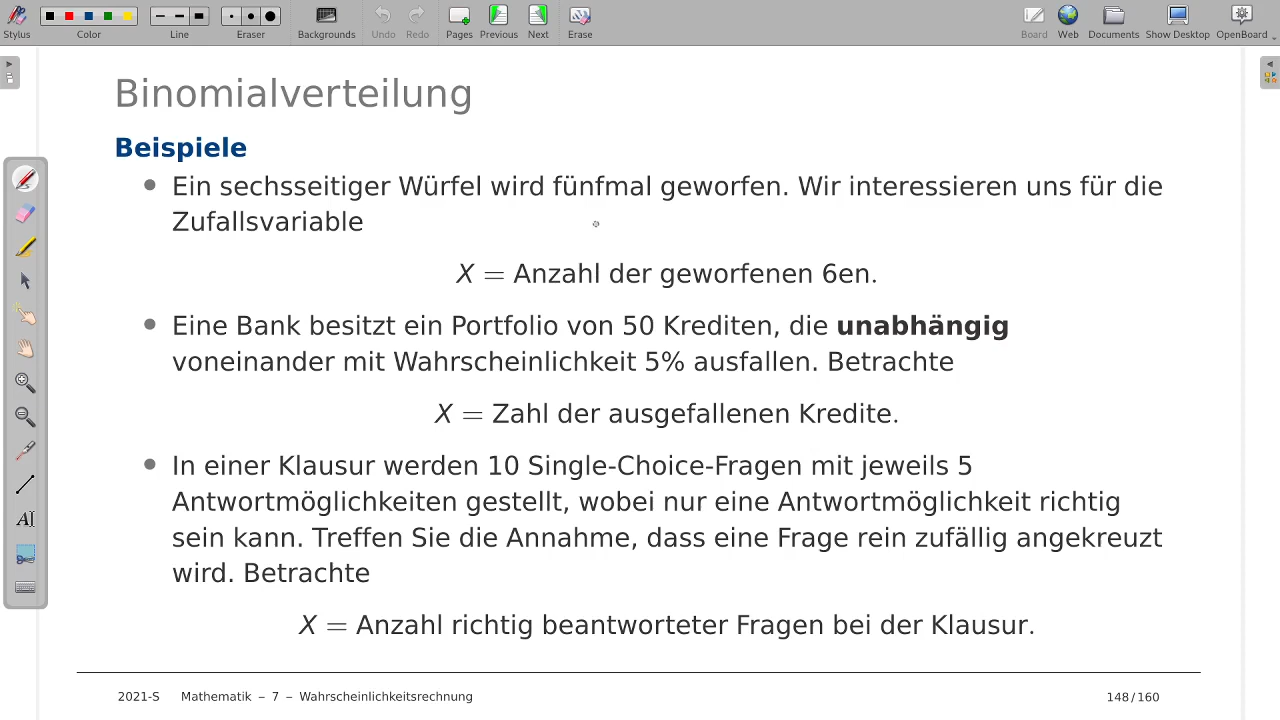 Stylus
Color
Line
Eraser
Backgrounds
Undo
Redo
Pages
Previous
Next
Erase
Board
Web
Documents
Show Desktop
OpenBoard
Binomialverteilung
Beispiele
• Ein sechsseitiger Würfel wird fünfmal geworfen. Wir interessieren uns für die
Zufallsvariable
X = Anzahl der geworfenen 6en.
• Eine Bank besitzt ein Portfolio von 50 Krediten, die unabhängig
voneinander mit Wahrscheinlichkeit 5% ausfallen. Betrachte
X = Zahl der ausgefallenen Kredite.
• In einer Klausur werden 10 Single-Choice-Fragen mit jeweils 5
Antwortmöglichkeiten gestellt, wobei nur eine Antwortmöglichkeit richtig
sein kann. Treffen Sie die Annahme, dass eine Frage rein zufällig angekreuzt
wird. Betrachte
X = Anzahl richtig beantworteter Fragen bei der Klausur.
2021-S Mathematik – 7 – Wahrscheinlichkeitsrechnung 148/160